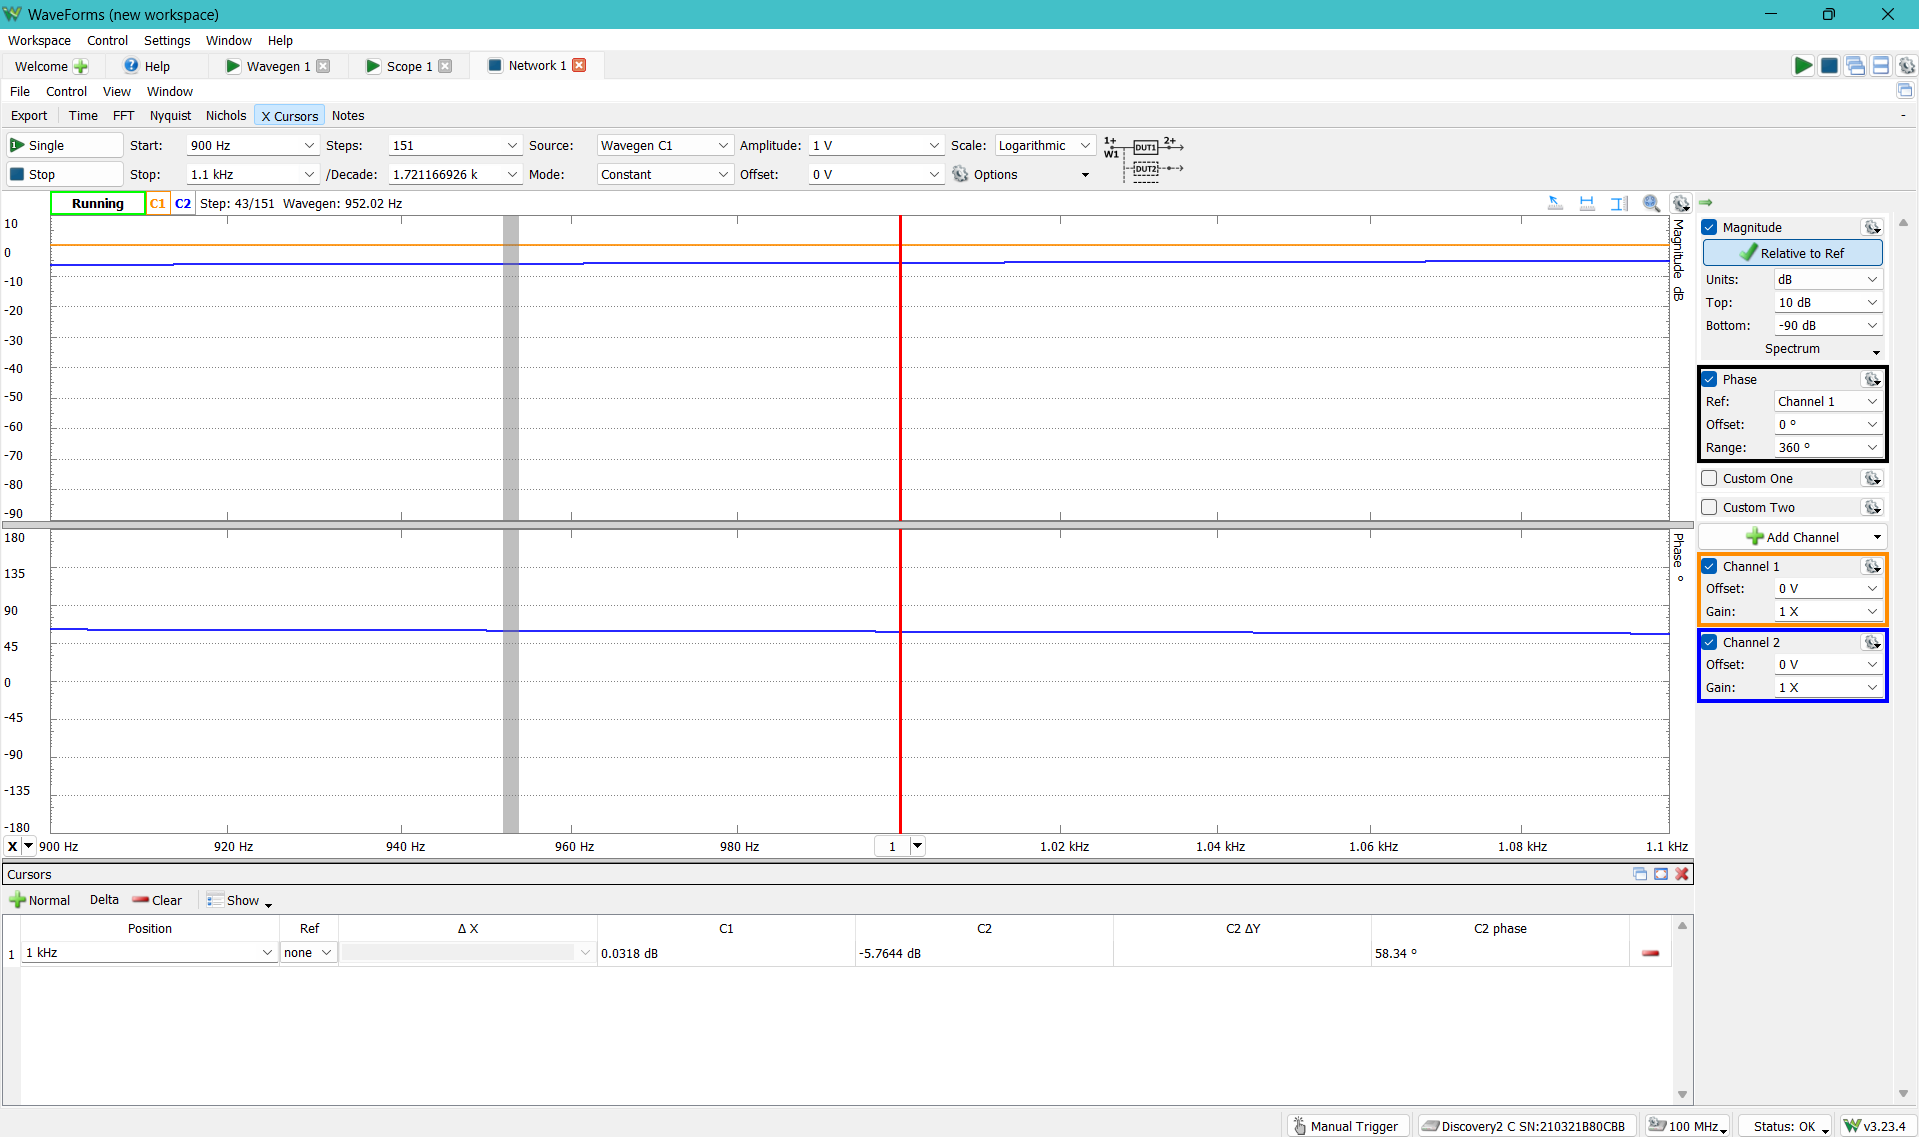 WaveForms (new workspace)
Workspace Control Settings Window Help
Welcome Help Wavegen 1 Scope 1 Network 1
File Control View Window
Export Time FFT Nyquist Nichols X Cursors Notes
Single Start: 900 Hz Steps: 151 Source: Wavegen C1 Amplitude: 1 V Scale: Logarithmic 1+ W1 DUT1 2+
Stop Stop: 1.1 kHz /Decade: 1.721166926 k Mode: Constant Offset: 0 V Options DUT2
Running C1 C2 Step: 43/151 Wavegen: 952.02 Hz
10
0
-10
-20
-30
-40
-50
-60
-70
-80
-90
Magnitude dB
180
135
90
45
0
-45
-90
-135
-180
Phase °
X 900 Hz 920 Hz 940 Hz 960 Hz 980 Hz 1 1.02 kHz 1.04 kHz 1.06 kHz 1.08 kHz 1.1 kHz
Magnitude
Relative to Ref
Units: dB
Top: 10 dB
Bottom: -90 dB
Spectrum
Phase
Ref: Channel 1
Offset: 0 °
Range: 360 °
Custom One
Custom Two
Add Channel
Channel 1
Offset: 0 V
Gain: 1 X
Channel 2
Offset: 0 V
Gain: 1 X
Cursors
Normal Delta Clear Show
Position Ref Δ X C1 C2 C2 ΔY C2 phase
1 1 kHz none 0.0318 dB -5.7644 dB 58.34 °
Manual Trigger Discovery2 C SN:210321B80CBB 100 MHz Status: OK v3.23.4